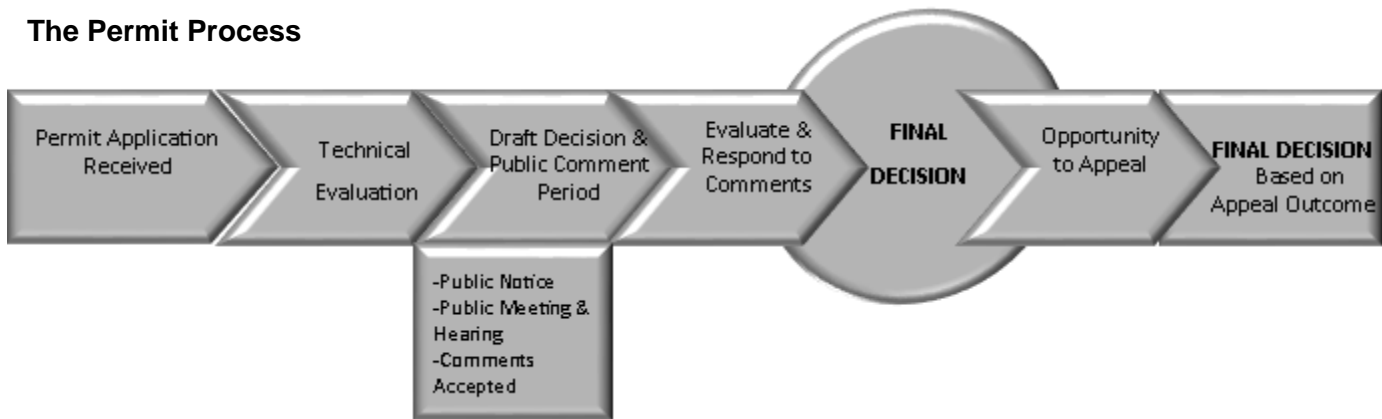 The Permit Process
Permit Application
Received
Technical
Evaluation
Draft Decision &
Public Comment
Period
-Public Notice
-Public Meeting &
Hearing
-Comments
Accepted
Evaluate &
Respond to
Comments
FINAL
DECISION
Opportunity
to Appeal
FINAL DECISION
Based on
Appeal Outcome